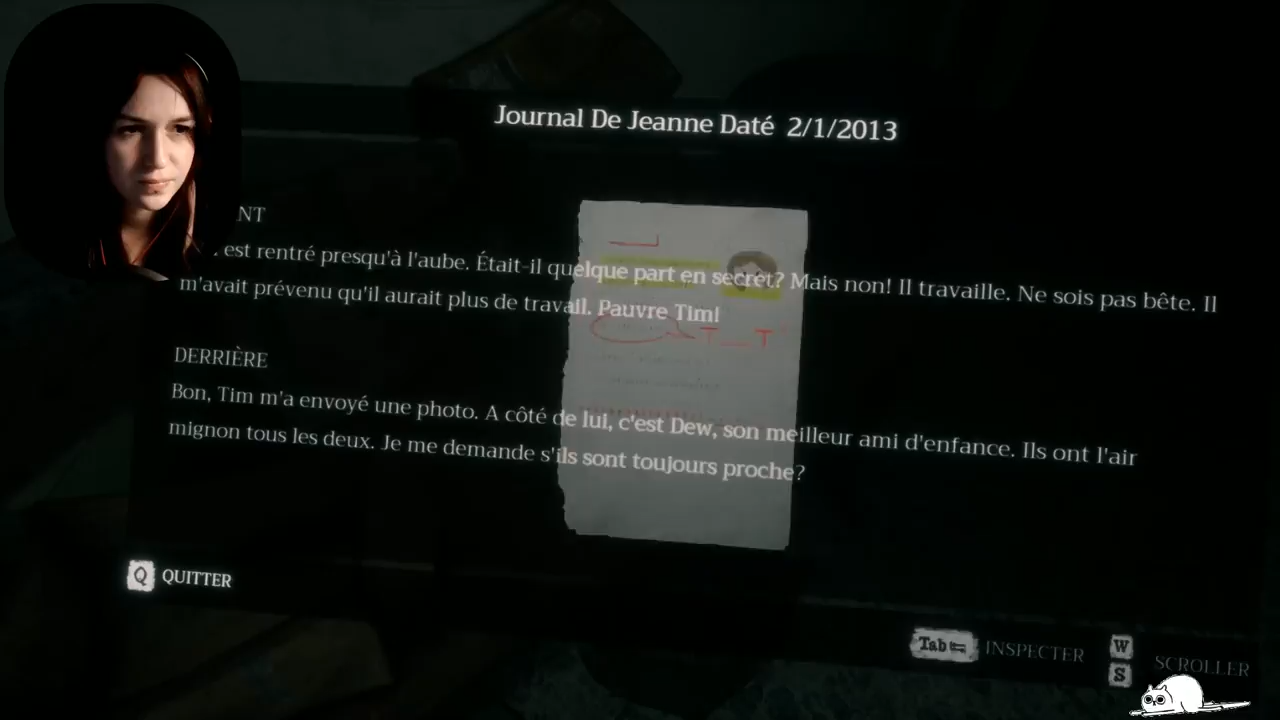 Journal De Jeanne Daté 2/1/2013
est rentré presqu'à l'aube. Était-il quelque part en secret? Mais non! Il travaille. Ne sois pas bête. Il
m'avait prévenu qu'il aurait plus de travail. Pauvre Tim!
T__T
DERRIÈRE
Bon, Tim m'a envoyé une photo. A côté de lui, c'est Dew, son meilleur ami d'enfance. Ils ont l'air
mignon tous les deux. Je me demande s'ils sont toujours proche?
Q QUITTER
Tab INSPECTER W
S SCROLLER